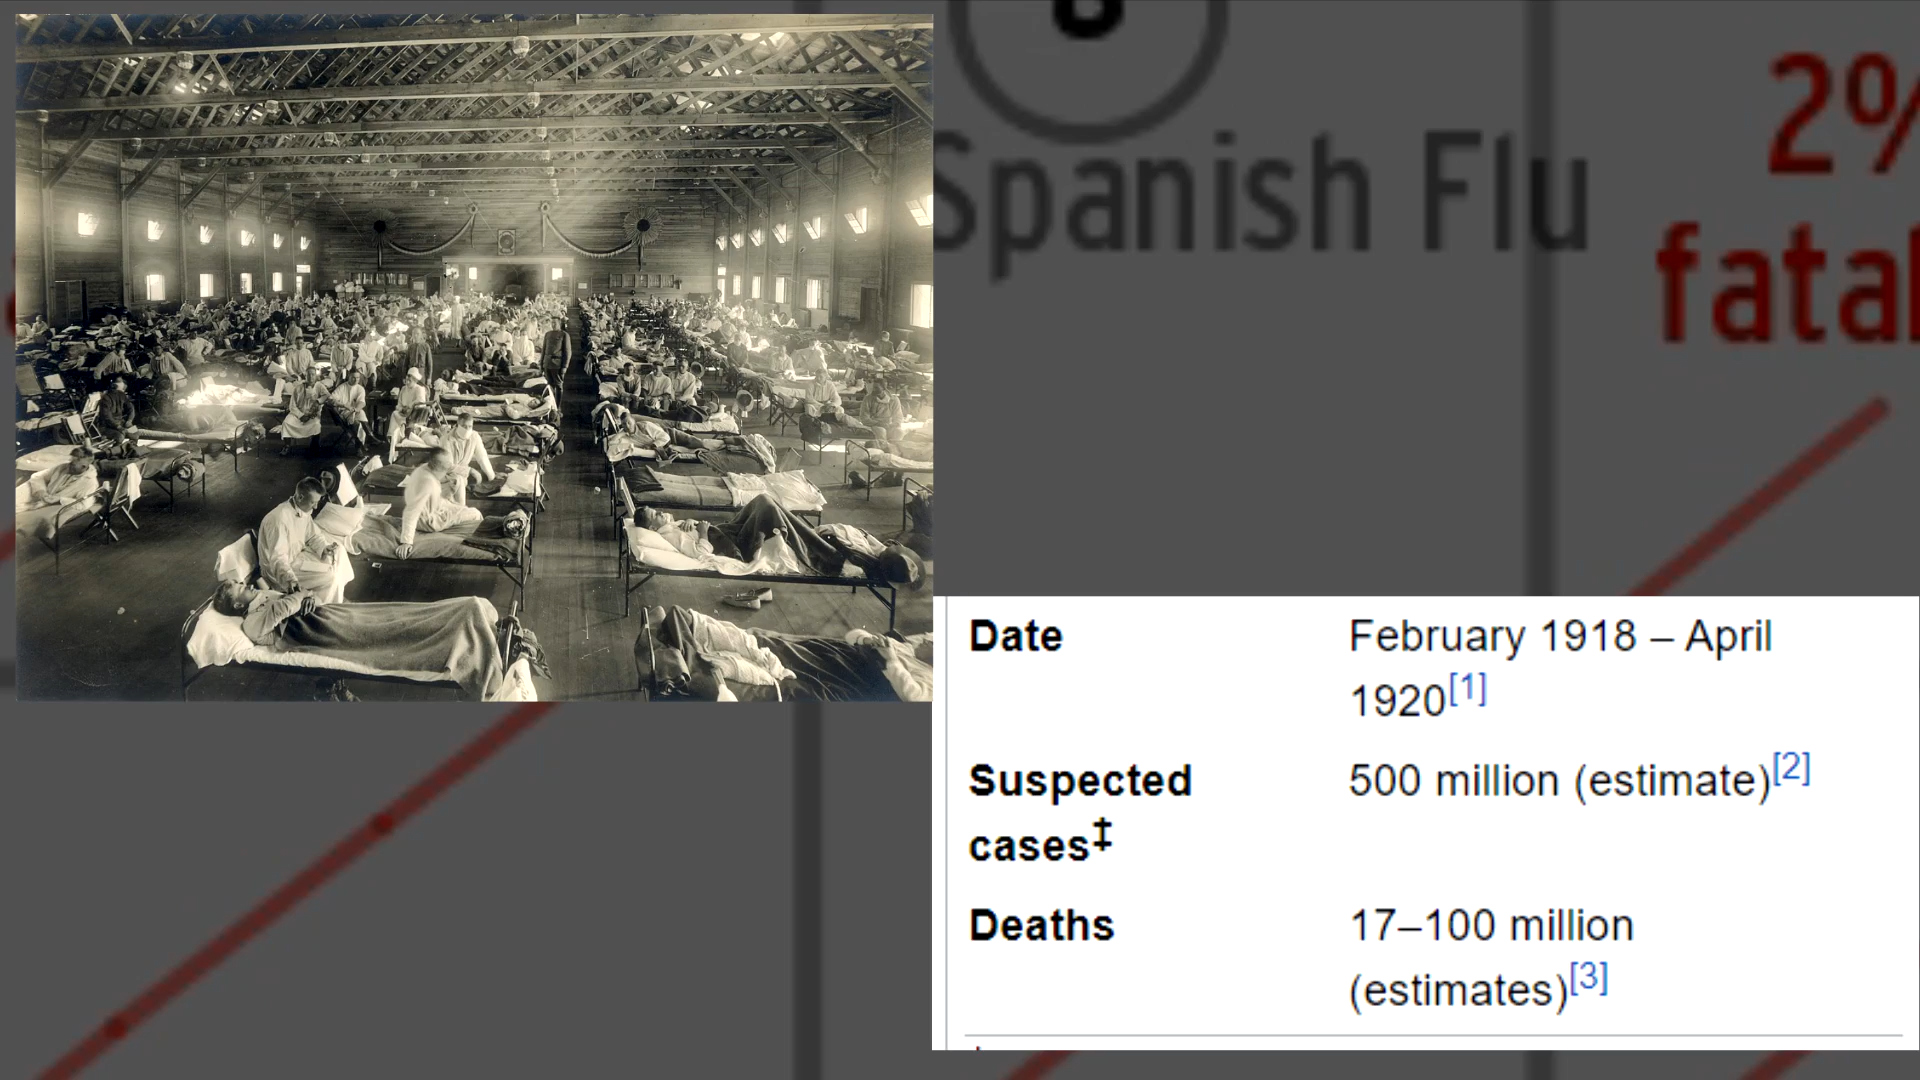 Spanish Flu
2%
fatal
Date February 1918 – April
1920[1]
Suspected 500 million (estimate)[2]
cases‡
Deaths 17–100 million
(estimates)[3]